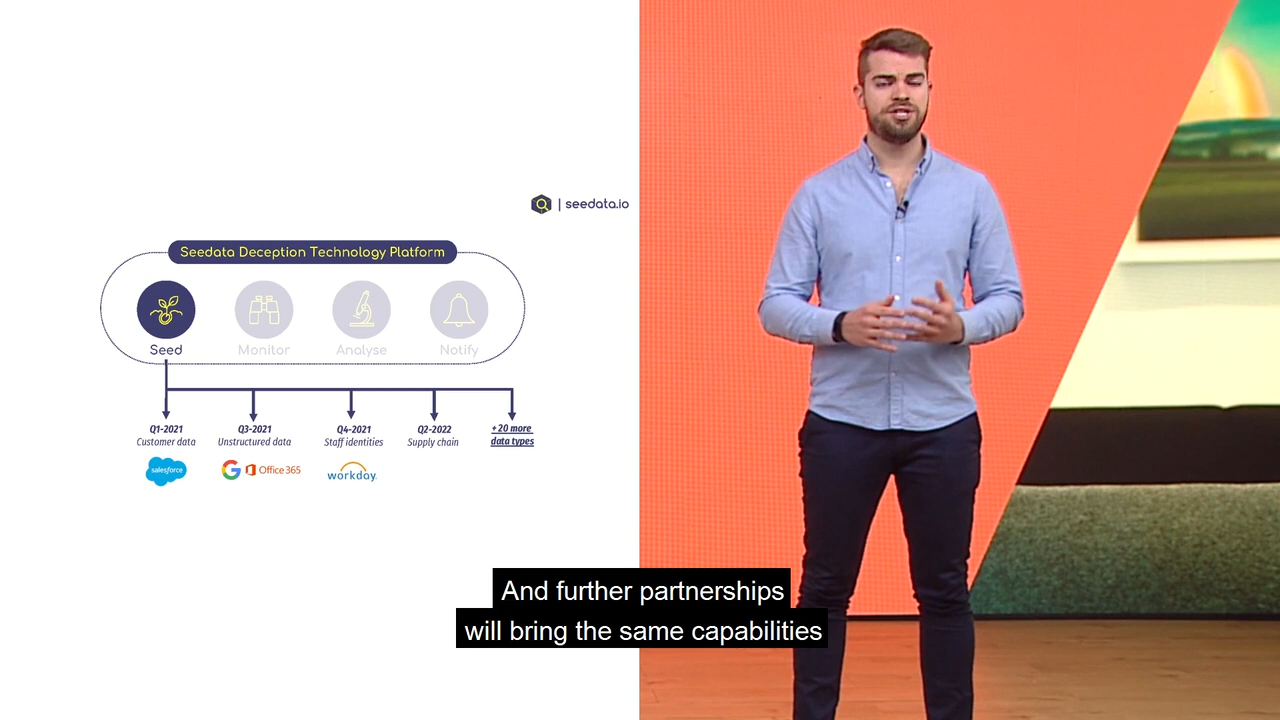 | seedata.io
Seedata Deception Technology Platform
Seed Monitor Analyse Notify
Q1-2021 Q3-2021 Q4-2021 Q2-2022 + 20 more
Customer data Unstructured data Staff identities Supply chain data types
salesforce G Office 365 workday.
And further partnerships
will bring the same capabilities